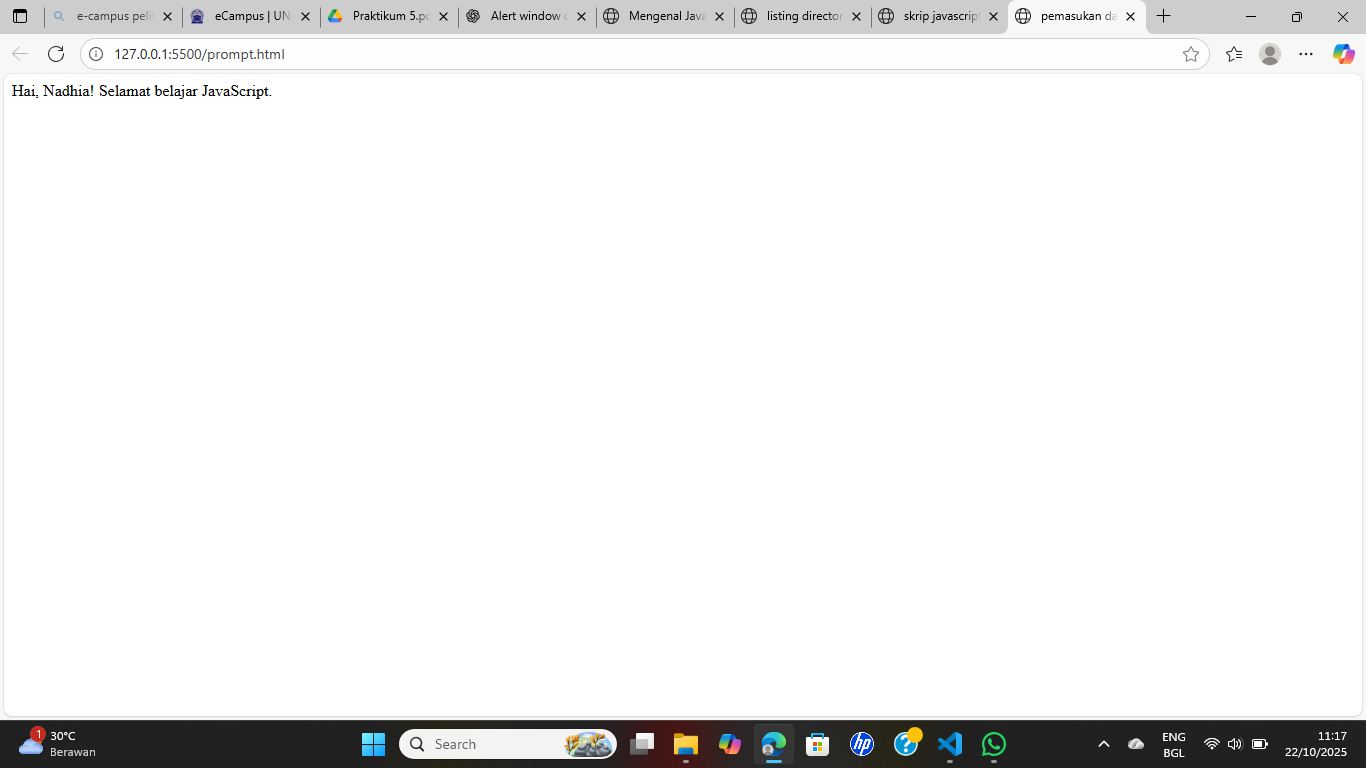 e-campus peli
eCampus | UN
Praktikum 5.pd
Alert window
Mengenal Java
listing director
skrip javascrip
pemasukan da
127.0.0.1:5500/prompt.html
Hai, Nadhia! Selamat belajar JavaScript.
1
30°C
Berawan
Search
hp
ENG
BGL
11:17
22/10/2025